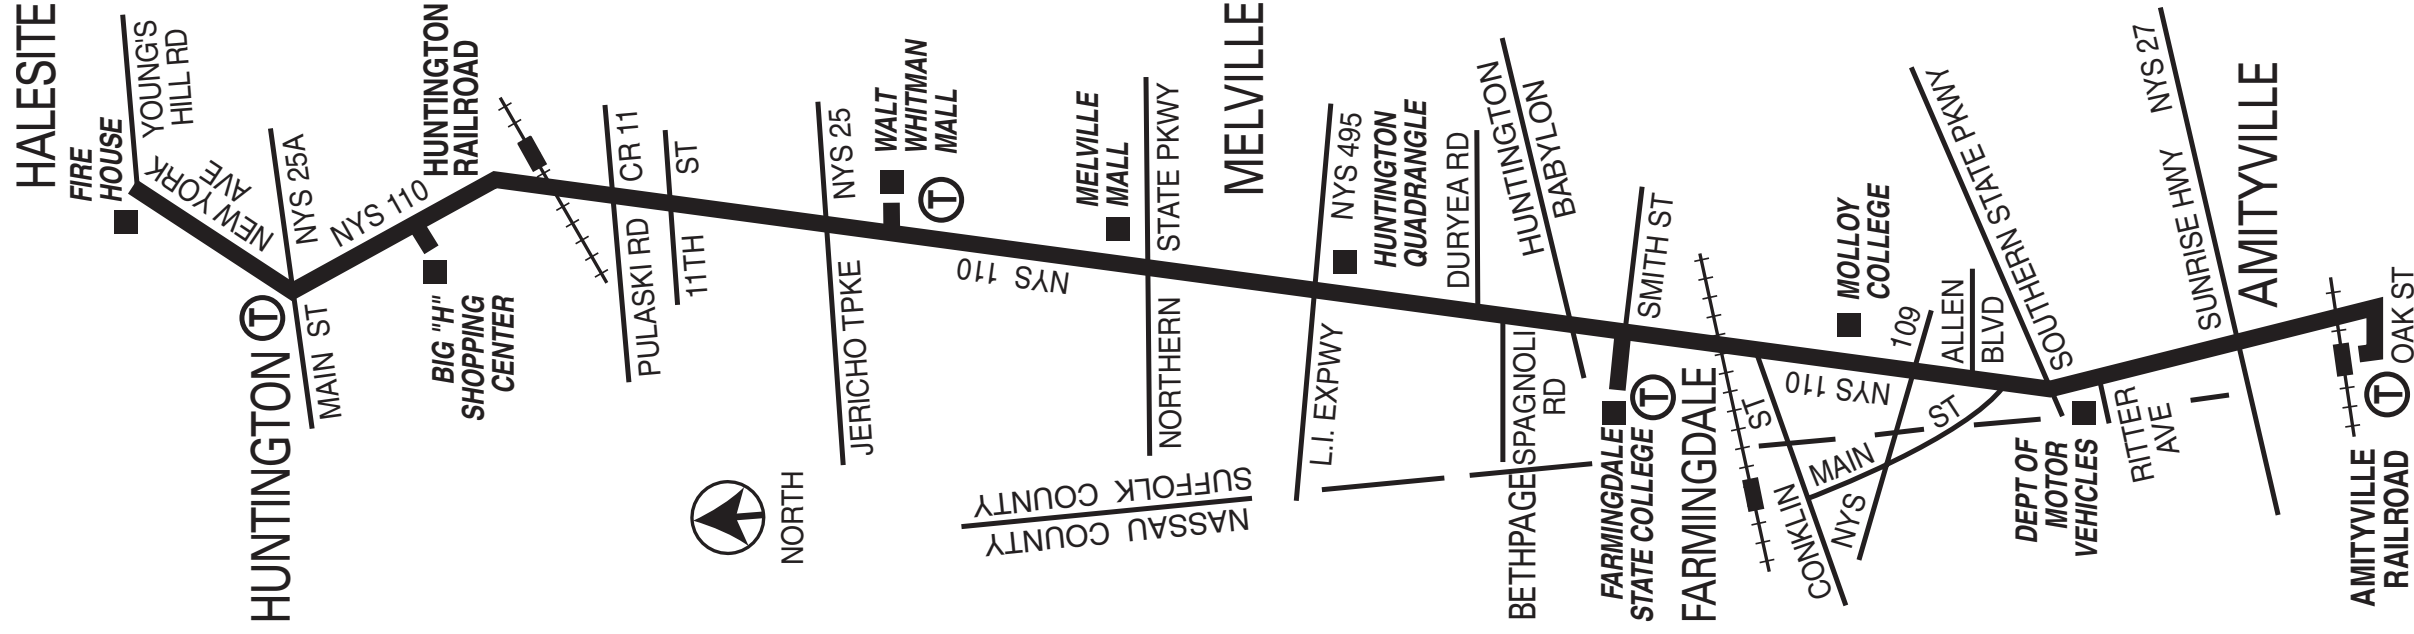 HALESITE
FIRE
HOUSE
YOUNG'S
HILL RD
NEW YORK
AVE
HUNTINGTON
T
MAIN ST
NYS 25A
NYS 110
BIG "H"
SHOPPING
CENTER
HUNTINGTON
RAILROAD
PULASKI RD
CR 11
11TH
ST
JERICHO TPKE
NYS 25
WALT
WHITMAN
MALL
T
NORTH
NYS 110
MELVILLE
MALL
NORTHERN
STATE PKWY
NASSAU COUNTY
SUFFOLK COUNTY
MELVILLE
L.I. EXPWY
NYS 495
HUNTINGTON
QUADRANGLE
DURYEA RD
HUNTINGTON
BABYLON
BETHPAGE SPAGNOLI
RD
SMITH ST
FARMINGDALE
STATE COLLEGE
T
FARMINGDALE
CONKLIN ST
MAIN ST
NYS 109
NYS 110
MOLLOY
COLLEGE
ALLEN
BLVD
SOUTHERN STATE PKWY
DEPT OF
MOTOR
VEHICLES
RITTER
AVE
SUNRISE HWY NYS 27
AMITYVILLE
OAK ST
T
AMITYVILLE
RAILROAD